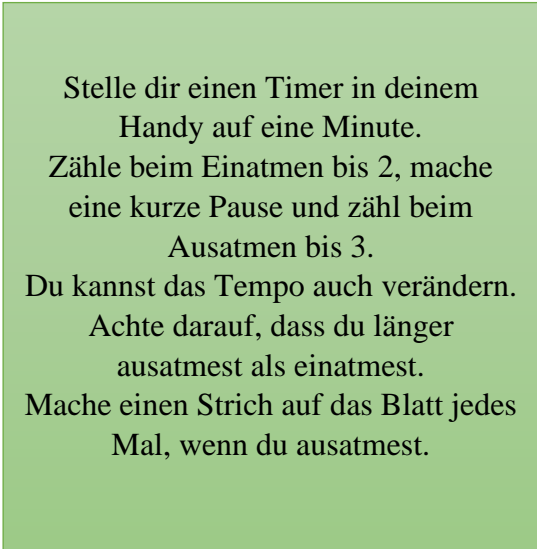 Stelle dir einen Timer in deinem
Handy auf eine Minute.
Zähle beim Einatmen bis 2, mache
eine kurze Pause und zähl beim
Ausatmen bis 3.
Du kannst das Tempo auch verändern.
Achte darauf, dass du länger
ausatmest als einatmest.
Mache einen Strich auf das Blatt jedes
Mal, wenn du ausatmest.